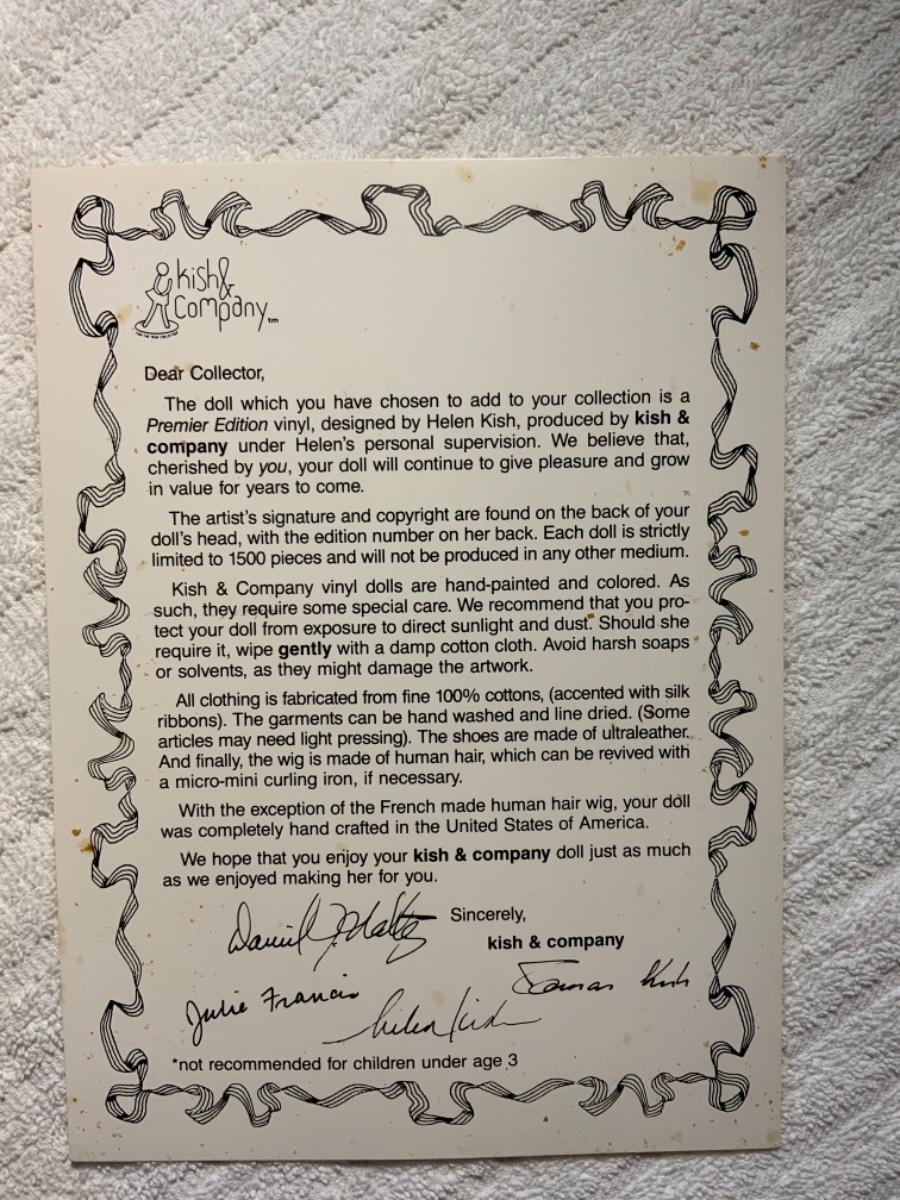 kish &
Company tm
Dear Collector,
The doll which you have chosen to add to your collection is a
Premier Edition vinyl, designed by Helen Kish, produced by kish &
company under Helen's personal supervision. We believe that,
cherished by you, your doll will continue to give pleasure and grow
in value for years to come.
The artist's signature and copyright are found on the back of your
doll's head, with the edition number on her back. Each doll is strictly
limited to 1500 pieces and will not be produced in any other medium.
Kish & Company vinyl dolls are hand-painted and colored. As
such, they require some special care. We recommend that you pro-
tect your doll from exposure to direct sunlight and dust. Should she
require it, wipe gently with a damp cotton cloth. Avoid harsh soaps
or solvents, as they might damage the artwork.
All clothing is fabricated from fine 100% cottons, (accented with silk
ribbons). The garments can be hand washed and line dried. (Some
articles may need light pressing). The shoes are made of ultraleather.
And finally, the wig is made of human hair, which can be revived with
a micro-mini curling iron, if necessary.
With the exception of the French made human hair wig, your doll
was completely hand crafted in the United States of America.
We hope that you enjoy your kish & company doll just as much
as we enjoyed making her for you.
Sincerely,
kish & company
Daniel
Kish
Julie Francis
helen kish
*not recommended for children under age 3